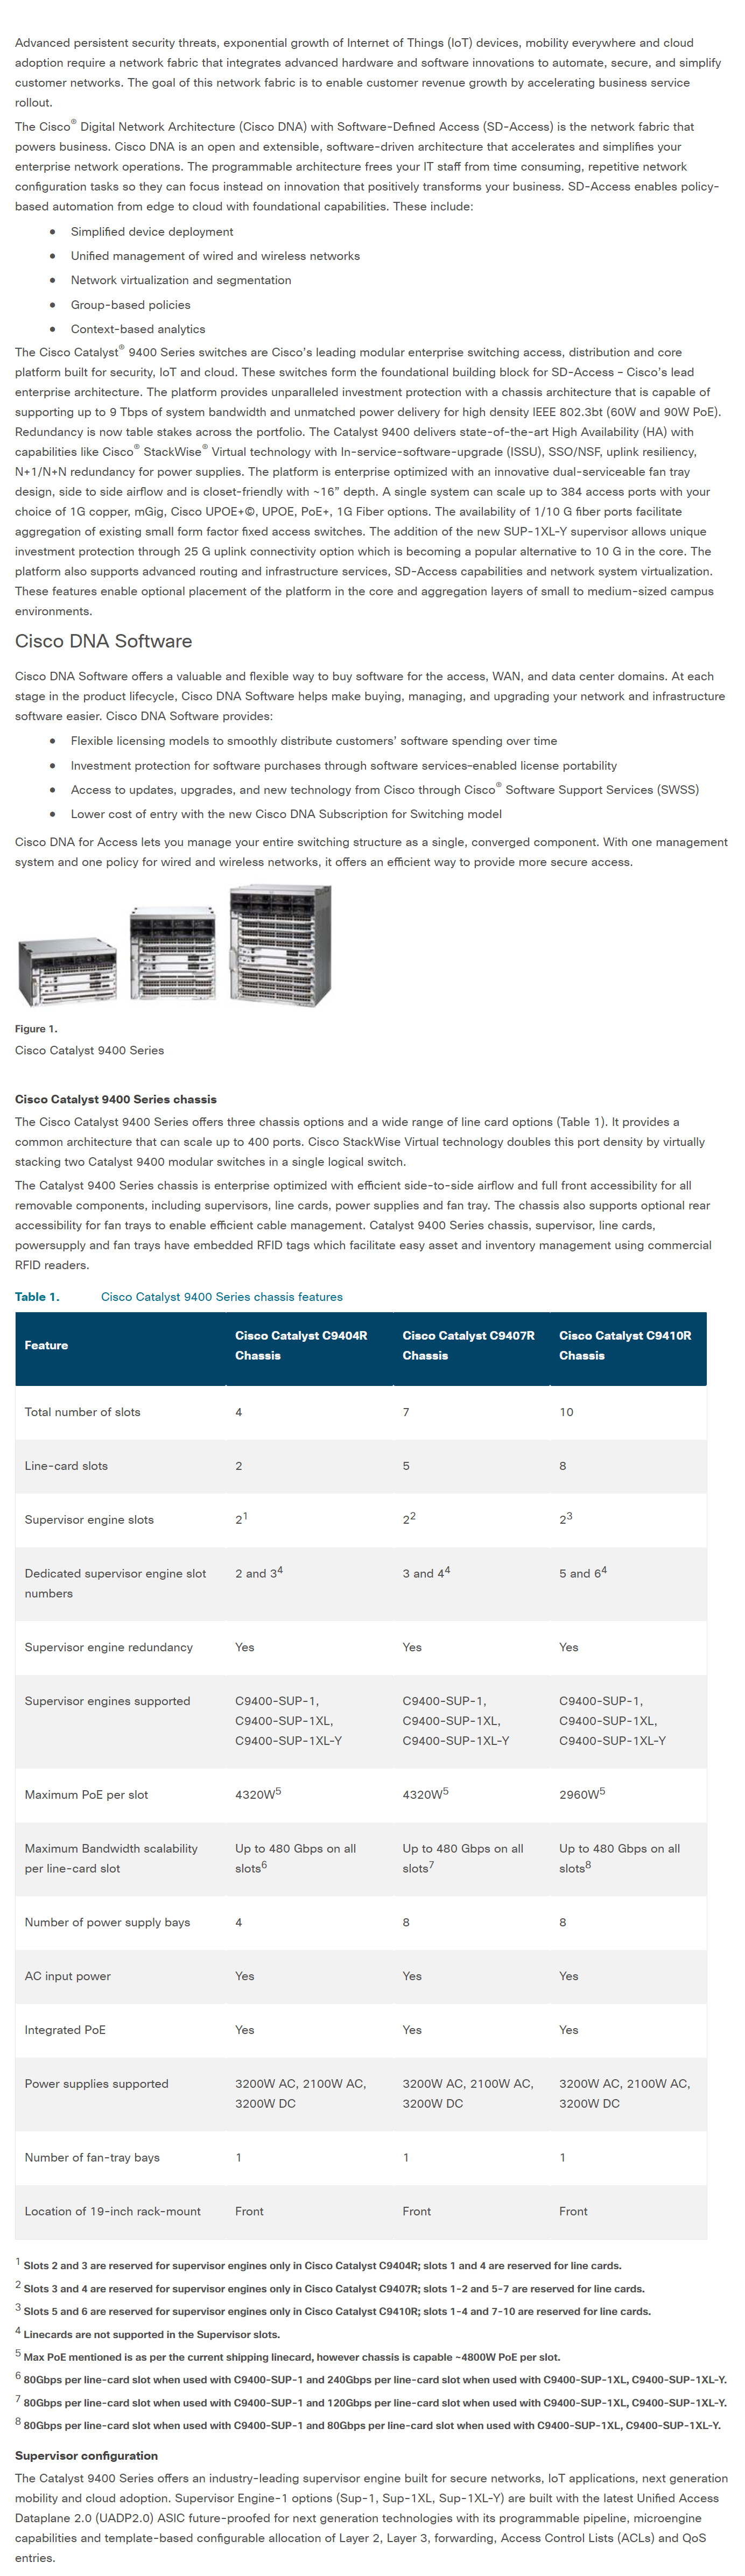 Advanced persistent security threats, exponential growth of Internet of Things (IoT) devices, mobility everywhere and cloud
adoption require a network fabric that integrates advanced hardware and software innovations to automate, secure, and simplify
customer networks. The goal of this network fabric is to enable customer revenue growth by accelerating business service
rollout.
The Cisco® Digital Network Architecture (Cisco DNA) with Software-Defined Access (SD-Access) is the network fabric that
powers business. Cisco DNA is an open and extensible, software-driven architecture that accelerates and simplifies your
enterprise network operations. The programmable architecture frees your IT staff from time consuming, repetitive network
configuration tasks so they can focus instead on innovation that positively transforms your business. SD-Access enables policy-
based automation from edge to cloud with foundational capabilities. These include:
● Simplified device deployment
● Unified management of wired and wireless networks
● Network virtualization and segmentation
● Group-based policies
● Context-based analytics
The Cisco Catalyst® 9400 Series switches are Cisco's leading modular enterprise switching access, distribution and core
platform built for security, IoT and cloud. These switches form the foundational building block for SD-Access – Cisco's lead
enterprise architecture. The platform provides unparalleled investment protection with a chassis architecture that is capable of
supporting up to 9 Tbps of system bandwidth and unmatched power delivery for high density IEEE 802.3bt (60W and 90W PoE).
Redundancy is now table stakes across the portfolio. The Catalyst 9400 delivers state-of-the-art High Availability (HA) with
capabilities like Cisco® StackWise® Virtual technology with In-service-software-upgrade (ISSU), SSO/NSF, uplink resiliency,
N+1/N+N redundancy for power supplies. The platform is enterprise optimized with an innovative dual-serviceable fan tray
design, side to side airflow and is closet-friendly with ~16” depth. A single system can scale up to 384 access ports with your
choice of 1G copper, mGig, Cisco UPOE+©, UPOE, PoE+, 1G Fiber options. The availability of 1/10 G fiber ports facilitate
aggregation of existing small form factor fixed access switches. The addition of the new SUP-1XL-Y supervisor allows unique
investment protection through 25 G uplink connectivity option which is becoming a popular alternative to 10 G in the core. The
platform also supports advanced routing and infrastructure services, SD-Access capabilities and network system virtualization.
These features enable optional placement of the platform in the core and aggregation layers of small to medium-sized campus
environments.
Cisco DNA Software
Cisco DNA Software offers a valuable and flexible way to buy software for the access, WAN, and data center domains. At each
stage in the product lifecycle, Cisco DNA Software helps make buying, managing, and upgrading your network and infrastructure
software easier. Cisco DNA Software provides:
● Flexible licensing models to smoothly distribute customers' software spending over time
● Investment protection for software purchases through software services–enabled license portability
● Access to updates, upgrades, and new technology from Cisco through Cisco® Software Support Services (SWSS)
● Lower cost of entry with the new Cisco DNA Subscription for Switching model
Cisco DNA for Access lets you manage your entire switching structure as a single, converged component. With one management
system and one policy for wired and wireless networks, it offers an efficient way to provide more secure access.
Figure 1.
Cisco Catalyst 9400 Series
Cisco Catalyst 9400 Series chassis
The Cisco Catalyst 9400 Series offers three chassis options and a wide range of line card options (Table 1). It provides a
common architecture that can scale up to 400 ports. Cisco StackWise Virtual technology doubles this port density by virtually
stacking two Catalyst 9400 modular switches in a single logical switch.
The Catalyst 9400 Series chassis is enterprise optimized with efficient side-to-side airflow and full front accessibility for all
removable components, including supervisors, line cards, power supplies and fan tray. The chassis also supports optional rear
accessibility for fan trays to enable efficient cable management. Catalyst 9400 Series chassis, supervisor, line cards,
powersupply and fan trays have embedded RFID tags which facilitate easy asset and inventory management using commercial
RFID readers.
Table 1. Cisco Catalyst 9400 Series chassis features
Feature Cisco Catalyst C9404R Chassis Cisco Catalyst C9407R Chassis Cisco Catalyst C9410R Chassis
Total number of slots 4 7 10
Line-card slots 2 5 8
Supervisor engine slots 2¹ 2² 2³
Dedicated supervisor engine slot numbers 2 and 3⁴ 3 and 4⁴ 5 and 6⁴
Supervisor engine redundancy Yes Yes Yes
Supervisor engines supported C9400-SUP-1, C9400-SUP-1XL, C9400-SUP-1XL-Y C9400-SUP-1, C9400-SUP-1XL, C9400-SUP-1XL-Y C9400-SUP-1, C9400-SUP-1XL, C9400-SUP-1XL-Y
Maximum PoE per slot 4320W⁵ 4320W⁵ 2960W⁵
Maximum Bandwidth scalability per line-card slot Up to 480 Gbps on all slots⁶ Up to 480 Gbps on all slots⁷ Up to 480 Gbps on all slots⁸
Number of power supply bays 4 8 8
AC input power Yes Yes Yes
Integrated PoE Yes Yes Yes
Power supplies supported 3200W AC, 2100W AC, 3200W DC 3200W AC, 2100W AC, 3200W DC 3200W AC, 2100W AC, 3200W DC
Number of fan-tray bays 1 1 1
Location of 19-inch rack-mount Front Front Front
¹ Slots 2 and 3 are reserved for supervisor engines only in Cisco Catalyst C9404R; slots 1 and 4 are reserved for line cards.
² Slots 3 and 4 are reserved for supervisor engines only in Cisco Catalyst C9407R; slots 1-2 and 5-7 are reserved for line cards.
³ Slots 5 and 6 are reserved for supervisor engines only in Cisco Catalyst C9410R; slots 1-4 and 7-10 are reserved for line cards.
⁴ Linecards are not supported in the Supervisor slots.
⁵ Max PoE mentioned is as per the current shipping linecard, however chassis is capable ~4800W PoE per slot.
⁶ 80Gbps per line-card slot when used with C9400-SUP-1 and 240Gbps per line-card slot when used with C9400-SUP-1XL, C9400-SUP-1XL-Y.
⁷ 80Gbps per line-card slot when used with C9400-SUP-1 and 120Gbps per line-card slot when used with C9400-SUP-1XL, C9400-SUP-1XL-Y.
⁸ 80Gbps per line-card slot when used with C9400-SUP-1 and 80Gbps per line-card slot when used with C9400-SUP-1XL, C9400-SUP-1XL-Y.
Supervisor configuration
The Catalyst 9400 Series offers an industry-leading supervisor engine built for secure networks, IoT applications, next generation
mobility and cloud adoption. Supervisor Engine-1 options (Sup-1, Sup-1XL, Sup-1XL-Y) are built with the latest Unified Access
Dataplane 2.0 (UADP2.0) ASIC future-proofed for next generation technologies with its programmable pipeline, microengine
capabilities and template-based configurable allocation of Layer 2, Layer 3, forwarding, Access Control Lists (ACLs) and QoS
entries.